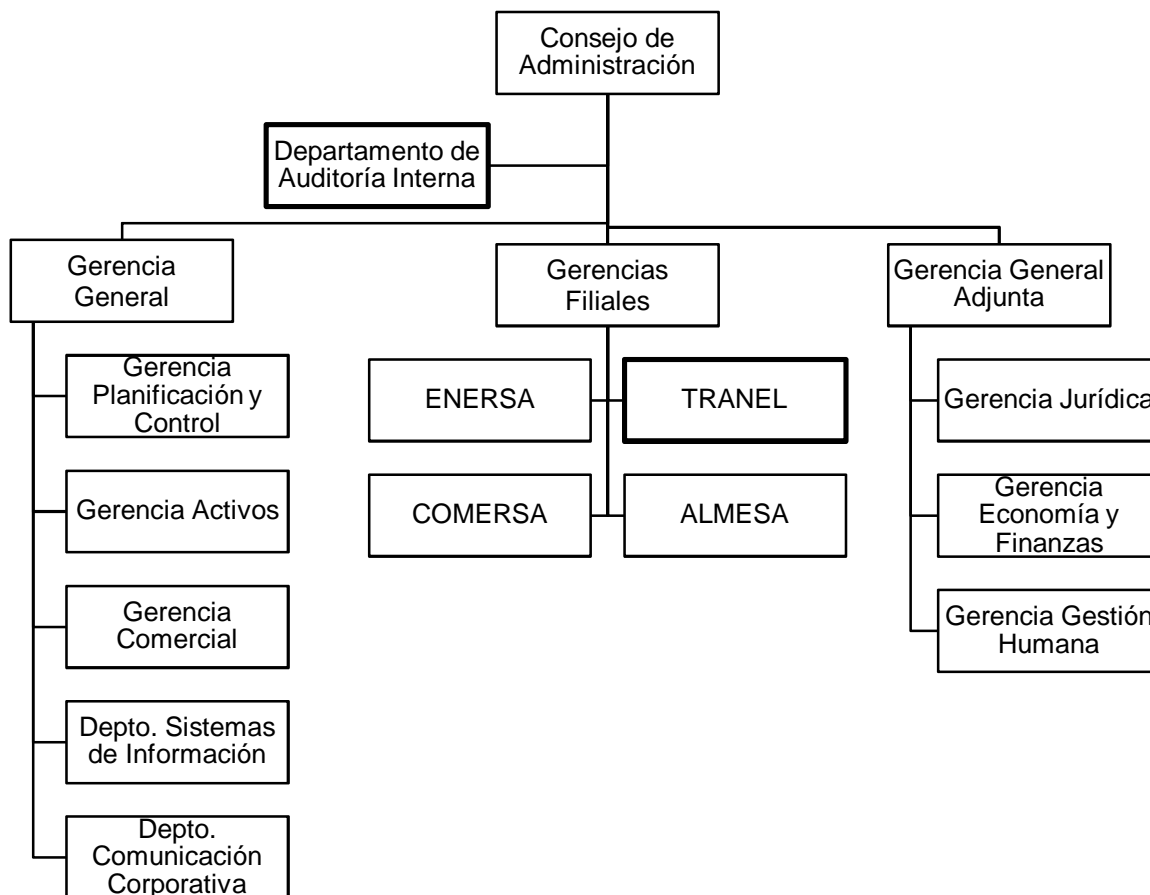 Consejo de
Administración
Departamento de
Auditoría Interna
Gerencia
General
Gerencias
Filiales
Gerencia General
Adjunta
Gerencia
Planificación y
Control
ENERSA
TRANEL
Gerencia Jurídica
Gerencia Activos
COMERSA
ALMESA
Gerencia
Economía y
Finanzas
Gerencia
Comercial
Gerencia Gestión
Humana
Depto. Sistemas
de Información
Depto.
Comunicación
Corporativa